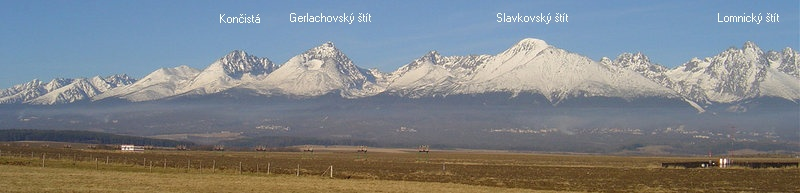 Končistá
Gerlachovský štít
Slavkovský štít
Lomnický štít